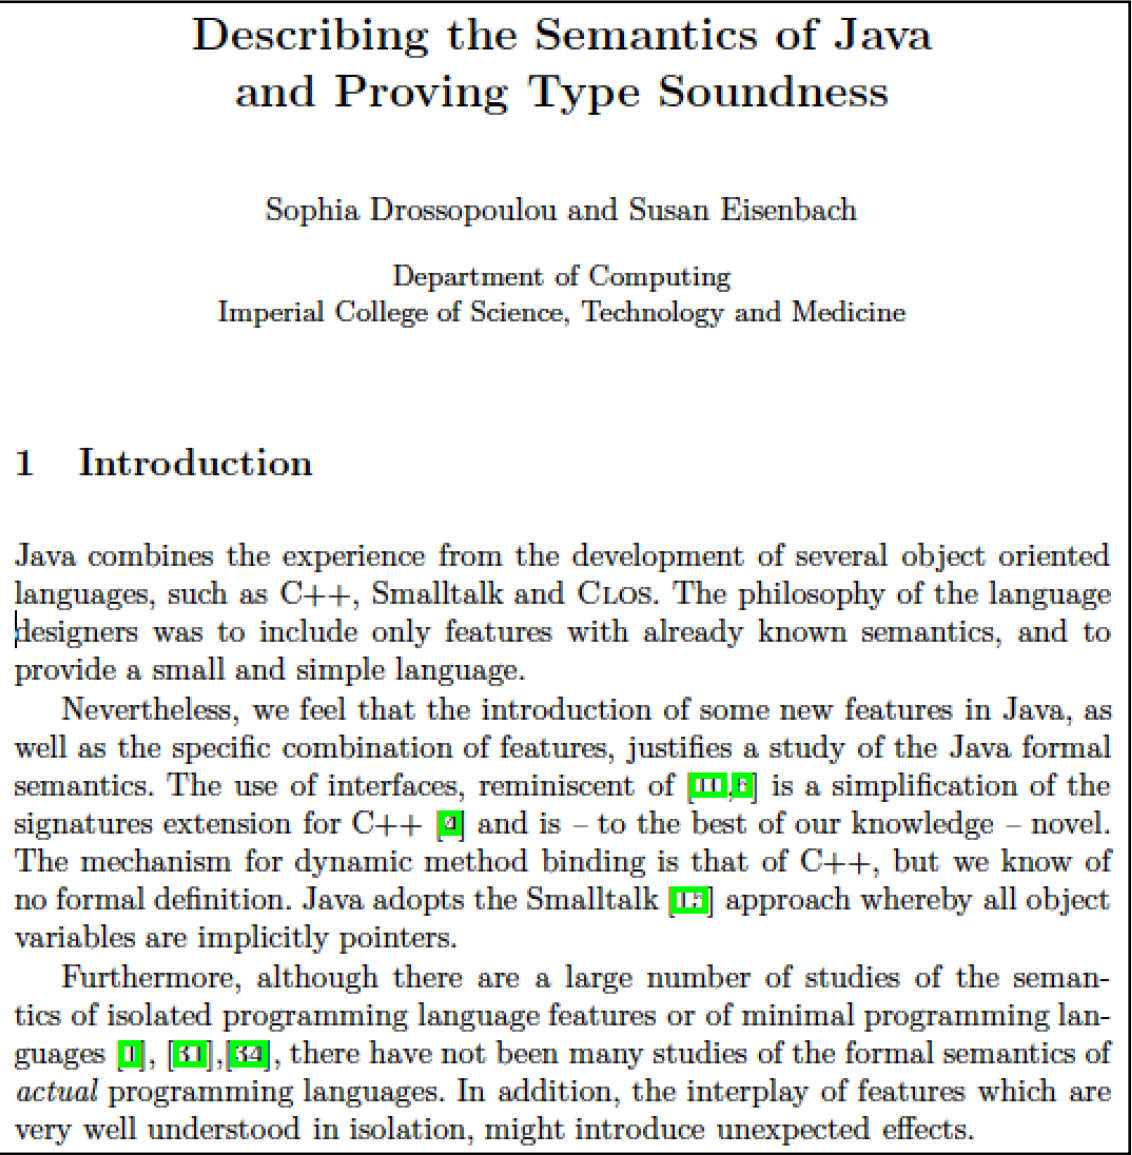 Describing the Semantics of Java
and Proving Type Soundness
Sophia Drossopoulou and Susan Eisenbach
Department of Computing
Imperial College of Science, Technology and Medicine
1 Introduction
Java combines the experience from the development of several object oriented
languages, such as C++, Smalltalk and CLOS. The philosophy of the language
designers was to include only features with already known semantics, and to
provide a small and simple language.
Nevertheless, we feel that the introduction of some new features in Java, as
well as the specific combination of features, justifies a study of the Java formal
semantics. The use of interfaces, reminiscent of [ , ] is a simplification of the
signatures extension for C++ [4] and is – to the best of our knowledge – novel.
The mechanism for dynamic method binding is that of C++, but we know of
no formal definition. Java adopts the Smalltalk [15] approach whereby all object
variables are implicitly pointers.
Furthermore, although there are a large number of studies of the seman-
tics of isolated programming language features or of minimal programming lan-
guages [1], [31],[34], there have not been many studies of the formal semantics of
actual programming languages. In addition, the interplay of features which are
very well understood in isolation, might introduce unexpected effects.